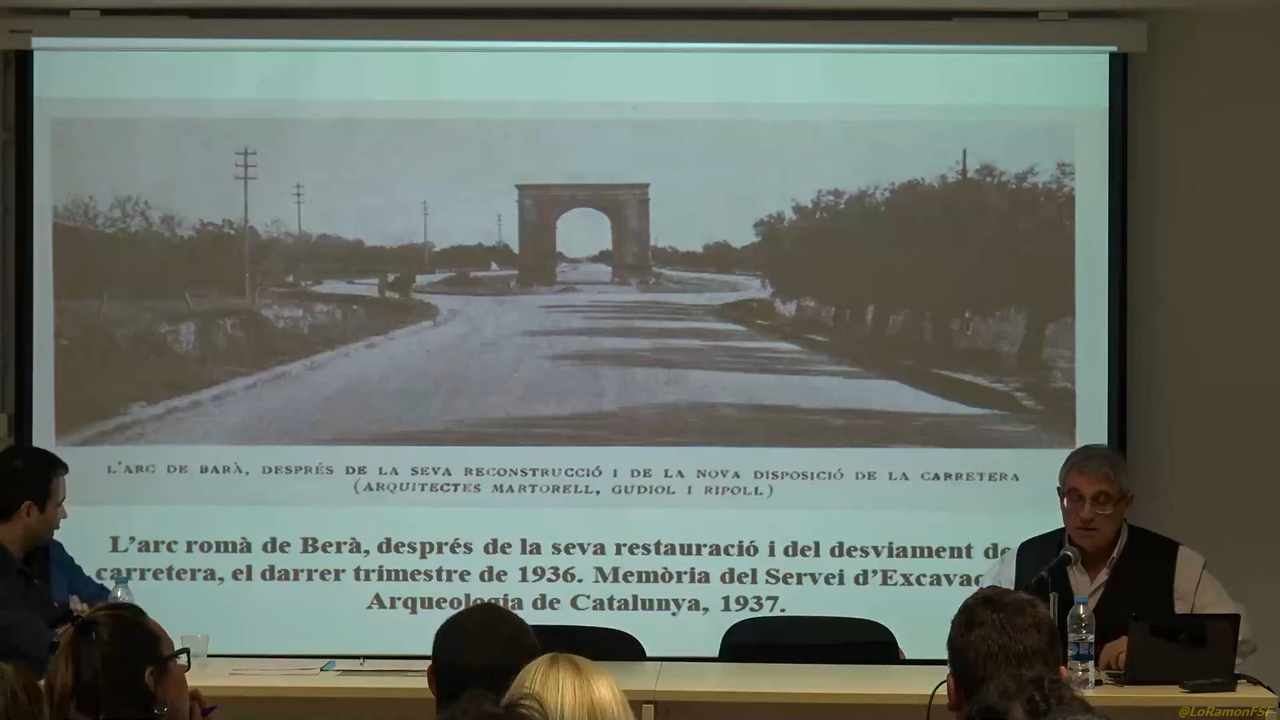 L'ARC DE BARÀ, DESPRÉS DE LA SEVA RECONSTRUCCIÓ I DE LA NOVA DISPOSICIÓ DE LA CARRETERA
(ARQUITECTES MARTORELL, GUDIOL I RIPOLL)
L'arc romà de Berà, després de la seva restauració i del desviament
carretera, el darrer trimestre de 1936. Memòria del Servei
Arqueologia de Catalunya, 1937.
@LoRamonFSF